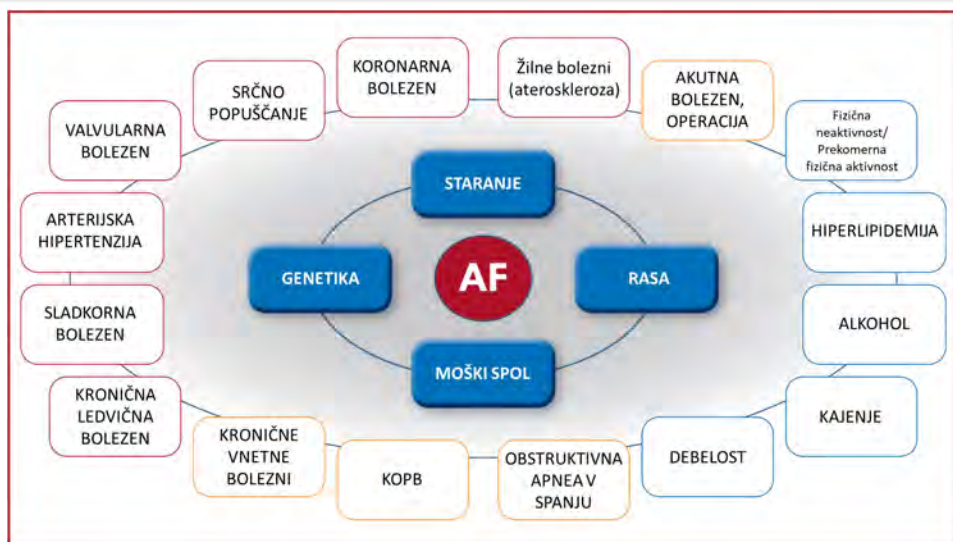 KORONARNA
BOLEZEN
Žilne bolezni
(ateroskleroza)
SRČNO
POPUŠČANJE
AKUTNA
BOLEZEN,
OPERACIJA
VALVULARNA
BOLEZEN
Fizična
neaktivnost/
Prekomerna
fizična aktivnost
STARANJE
ARTERIJSKA
HIPERTENZIJA
HIPERLIPIDEMIJA
GENETIKA
AF
RASA
SLADKORNA
BOLEZEN
ALKOHOL
MOŠKI SPOL
KRONIČNA
LEDVIČNA
BOLEZEN
KAJENJE
KRONIČNE
VNETNE
BOLEZNI
KOPB
OBSTRUKTIVNA
APNEA V
SPANJU
DEBELOST